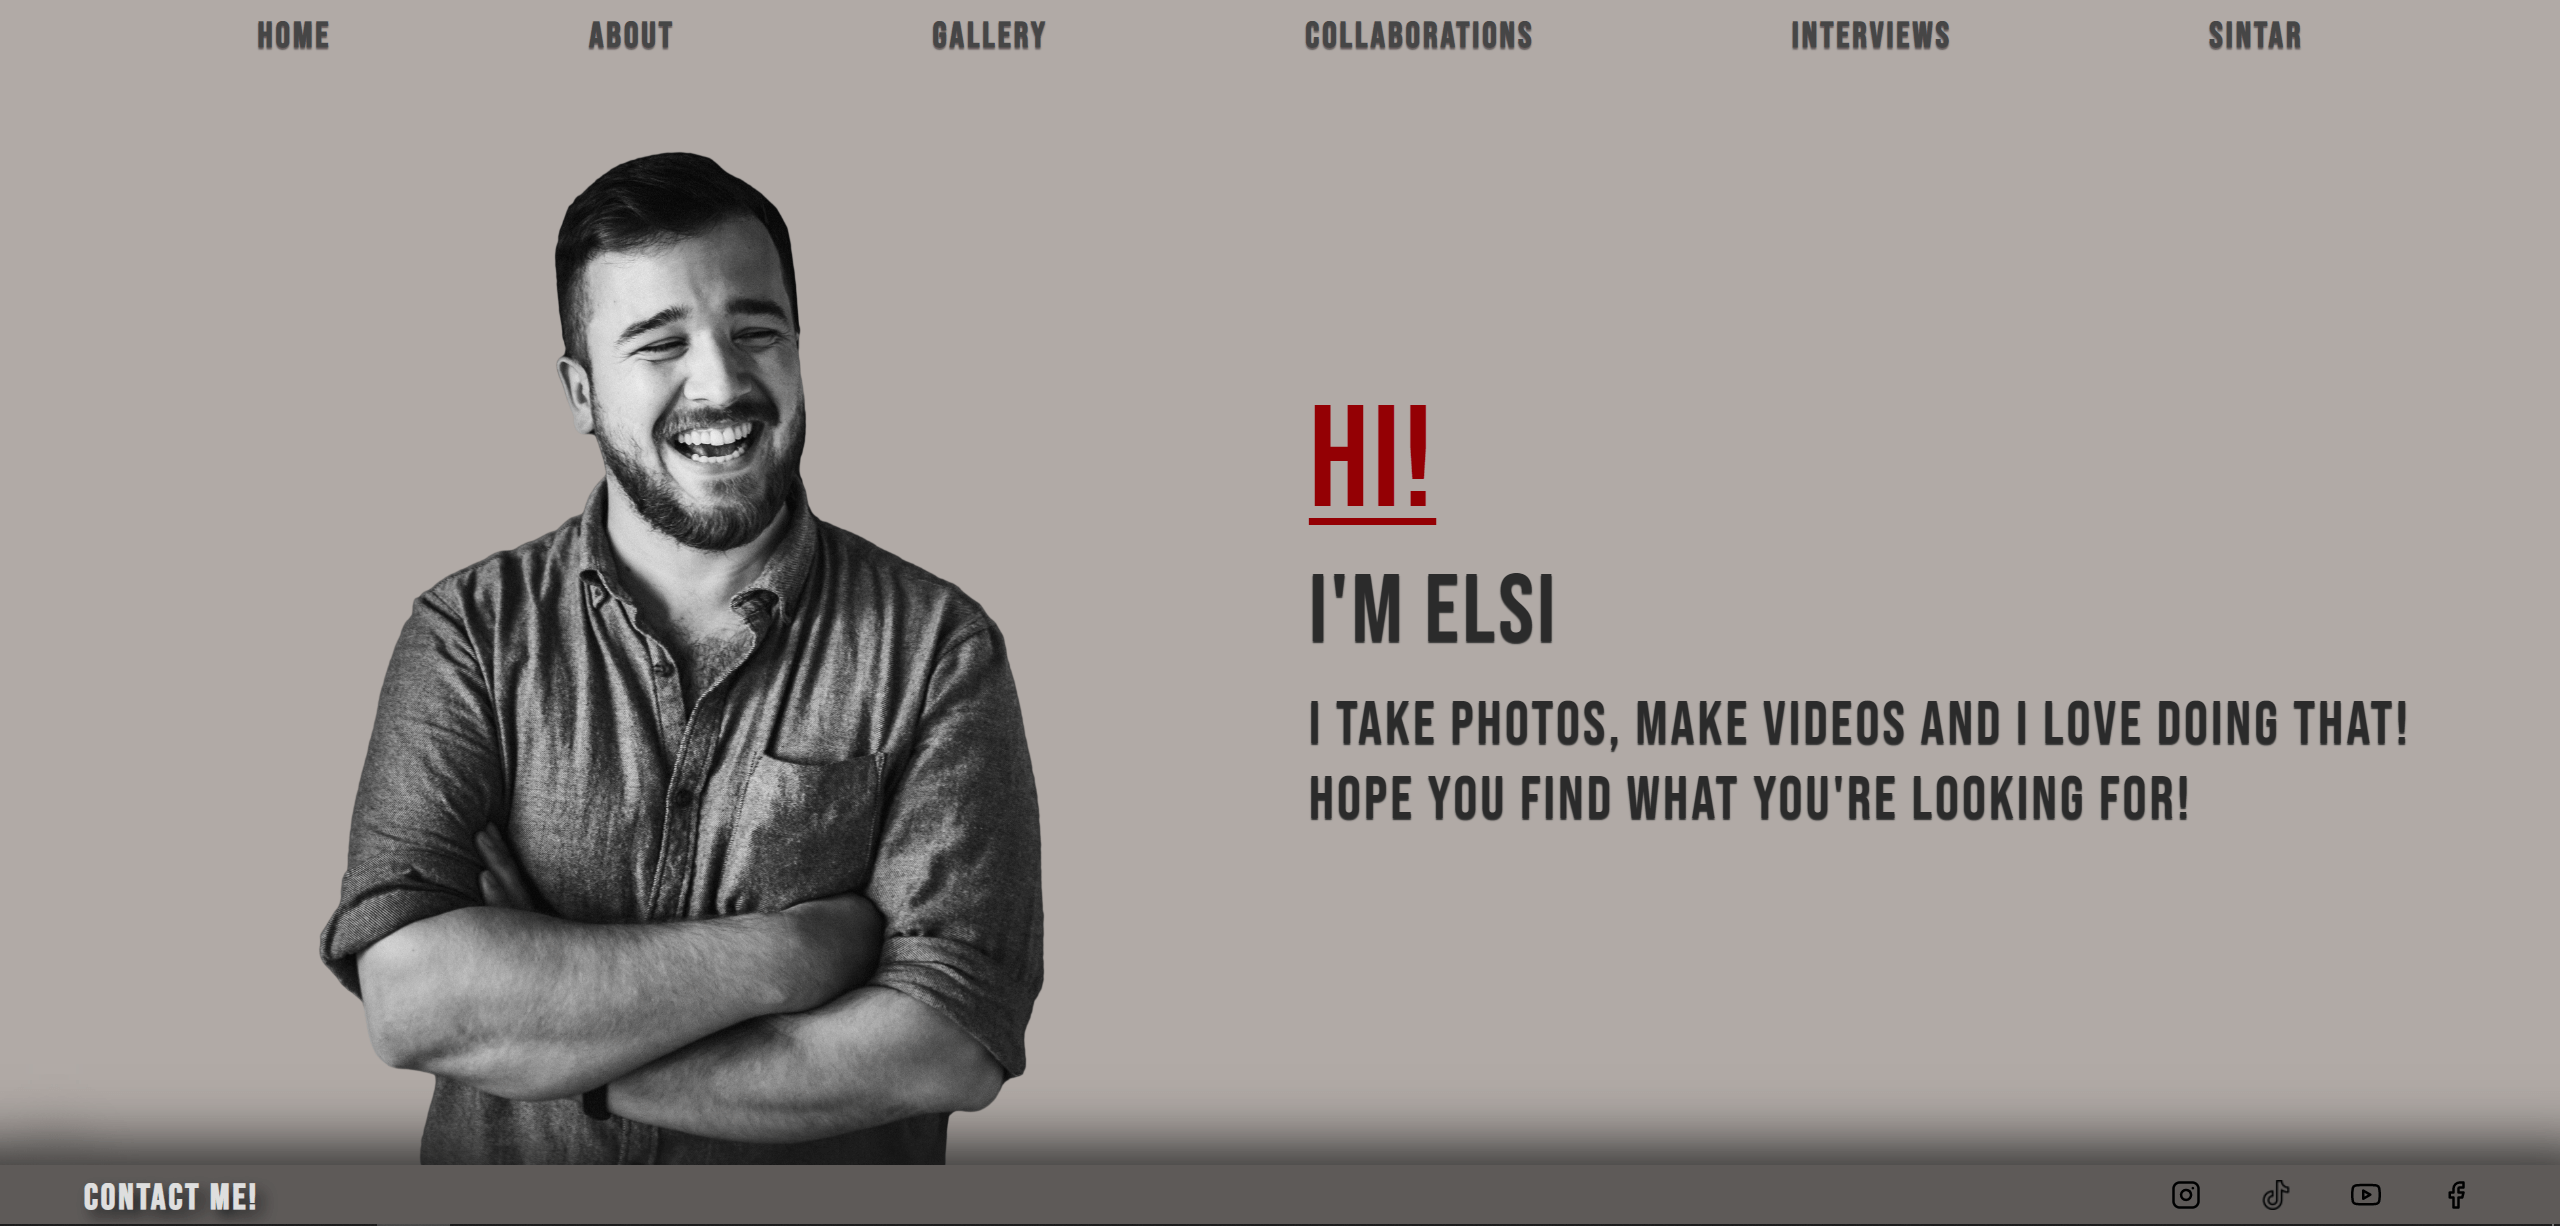 HOME ABOUT GALLERY COLLABORATIONS INTERVIEWS SINTAR
HI!
I'M ELSI
I TAKE PHOTOS, MAKE VIDEOS AND I LOVE DOING THAT!
HOPE YOU FIND WHAT YOU'RE LOOKING FOR!
CONTACT ME!